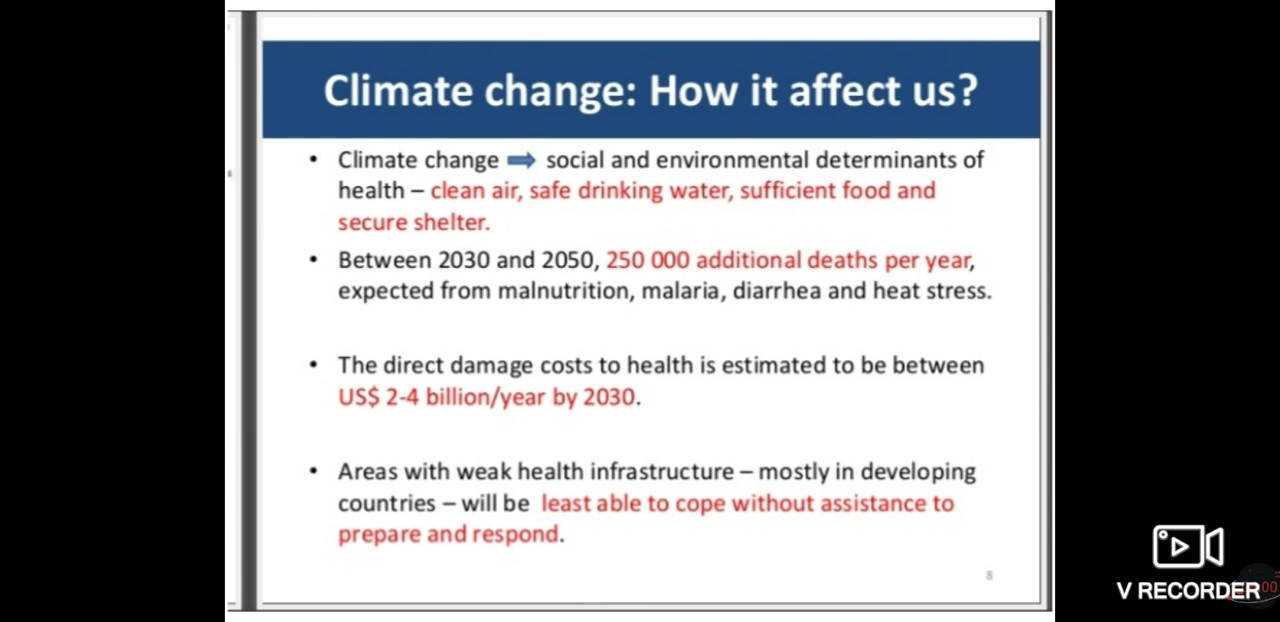 Climate change: How it affect us?
• Climate change ➡ social and environmental determinants of
health – clean air, safe drinking water, sufficient food and
secure shelter.
• Between 2030 and 2050, 250 000 additional deaths per year,
expected from malnutrition, malaria, diarrhea and heat stress.
• The direct damage costs to health is estimated to be between
US$ 2-4 billion/year by 2030.
• Areas with weak health infrastructure – mostly in developing
countries – will be least able to cope without assistance to
prepare and respond.
8
V RECORDER